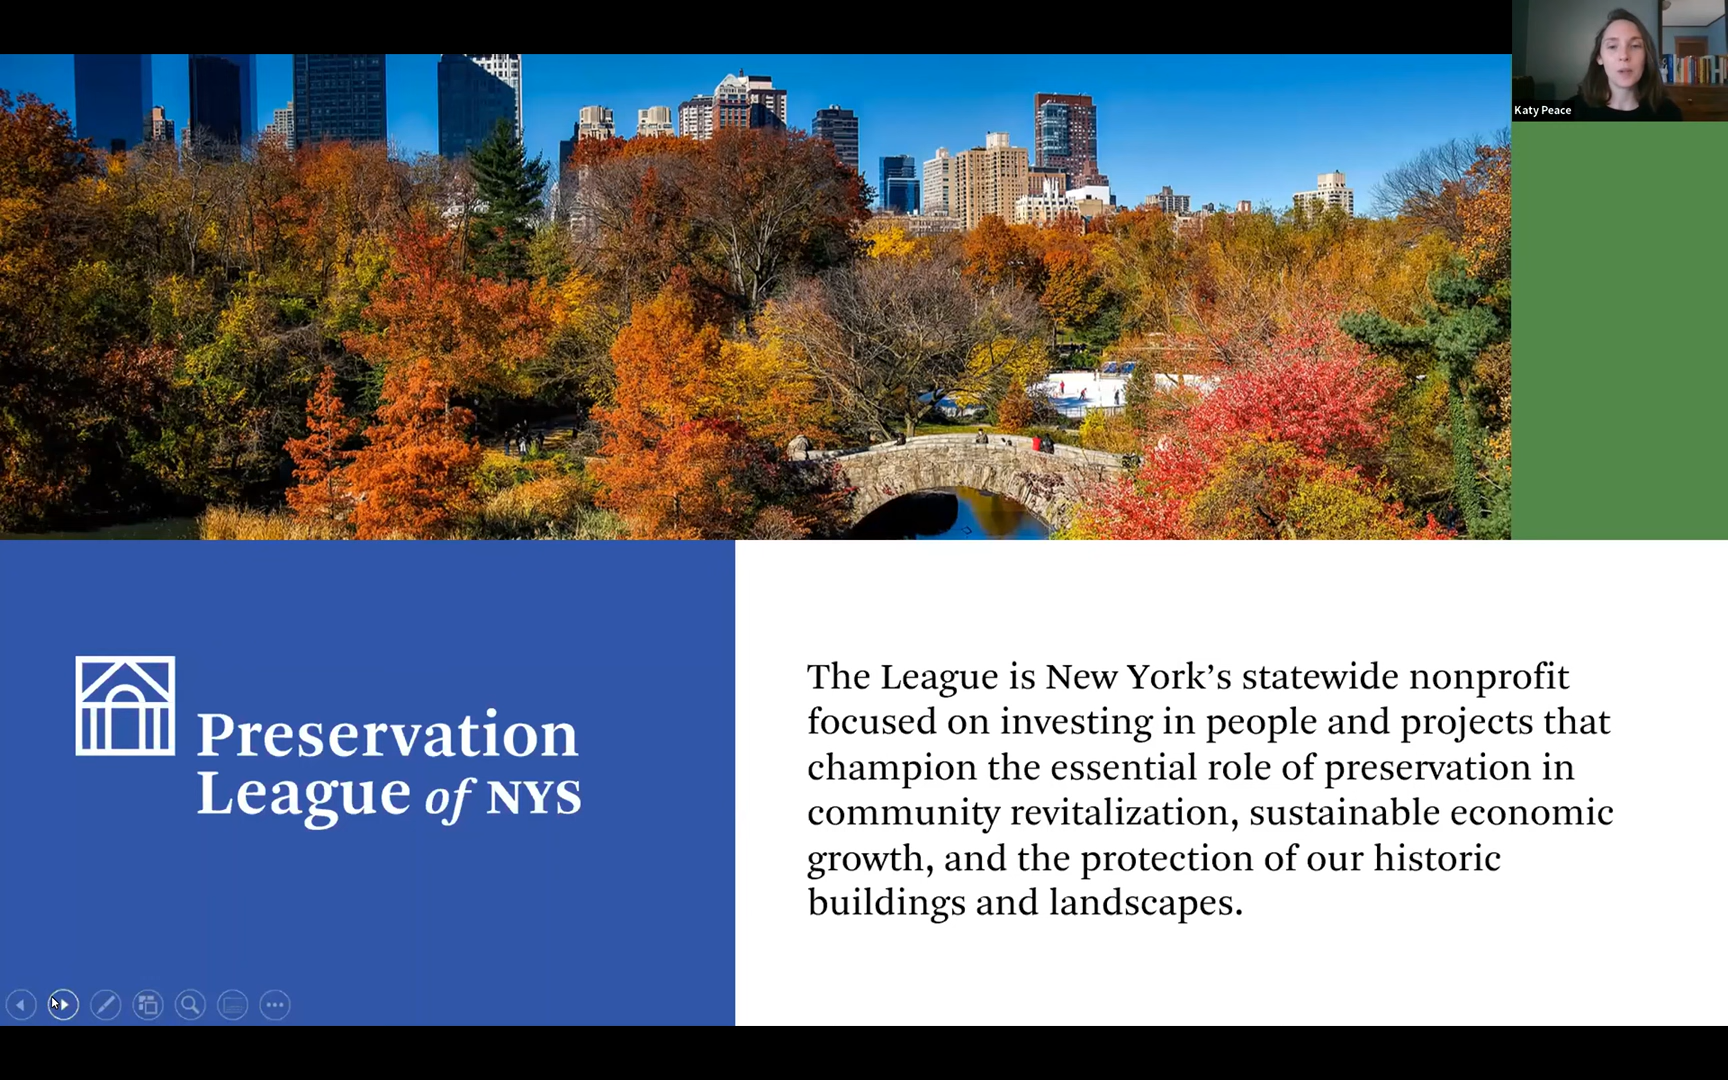 Katy Peace
Preservation
League of NYS
The League is New York’s statewide nonprofit
focused on investing in people and projects that
champion the essential role of preservation in
community revitalization, sustainable economic
growth, and the protection of our historic
buildings and landscapes.